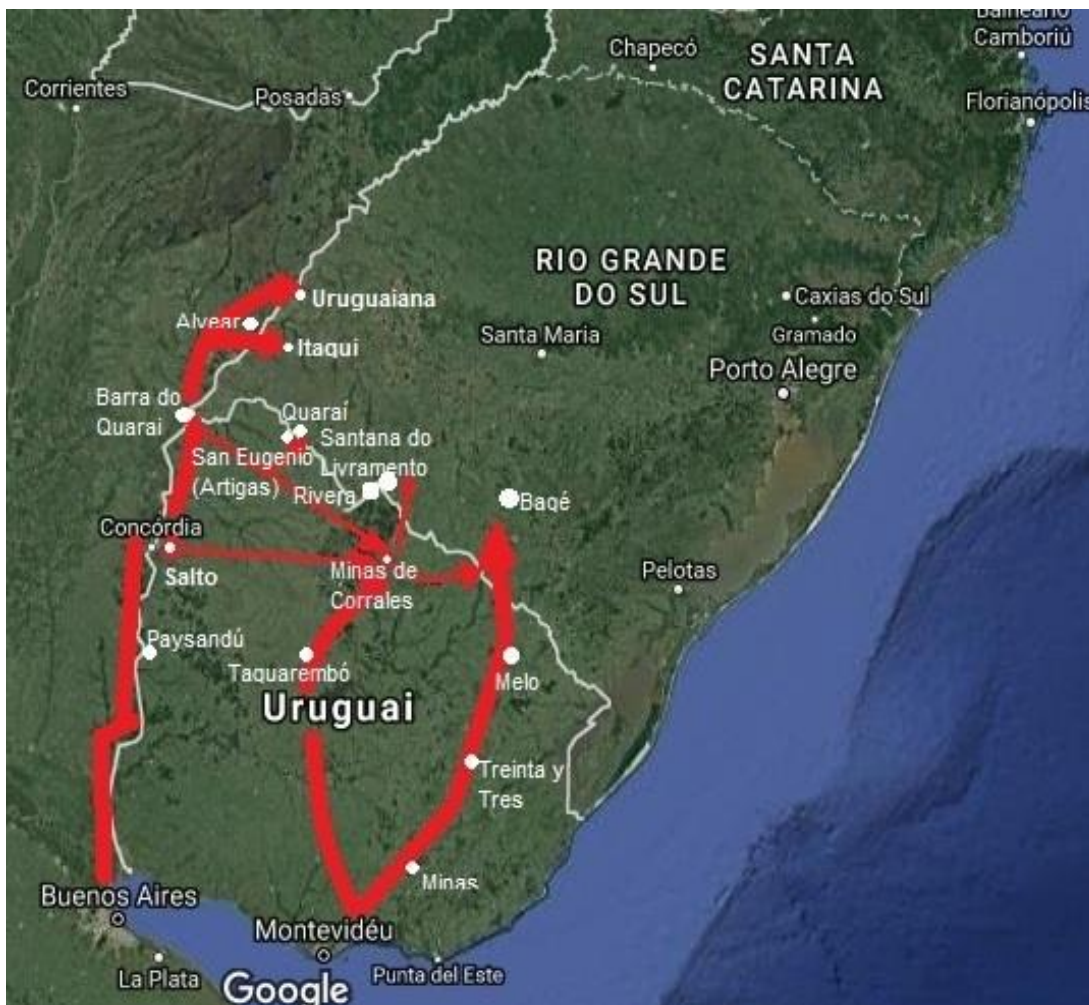 Balneário
Camboriú
Chapecó
SANTA
CATARINA
Corrientes
Posadas
Florianópolis
RIO GRANDE
DO SUL
Uruguaiana
Caxias do Sul
Alvear
Gramado
Santa Maria
Itaqui
Porto Alegre
Barra do
Quarai
Quaraí
Santana do
Livramento
San Eugenio
(Artigas)
Rivera
Bagé
Concórdia
Salto
Minas de
Corrales
Pelotas
Paysandú
Taquarembó
Melo
Uruguai
Treinta y
Tres
Minas
Buenos Aires
Montevidéu
La Plata
Punta del Este
Google